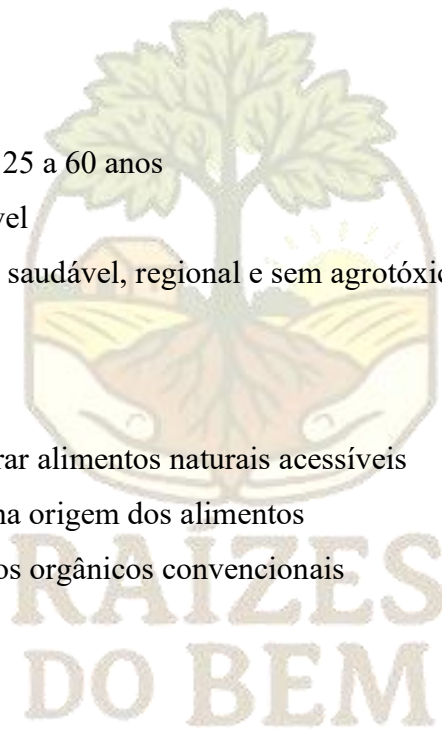 25 a 60 anos
vel
saudável, regional e sem agrotóxic
rar alimentos naturais acessíveis
na origem dos alimentos
os orgânicos convencionais
RAÍZES
DO BEM